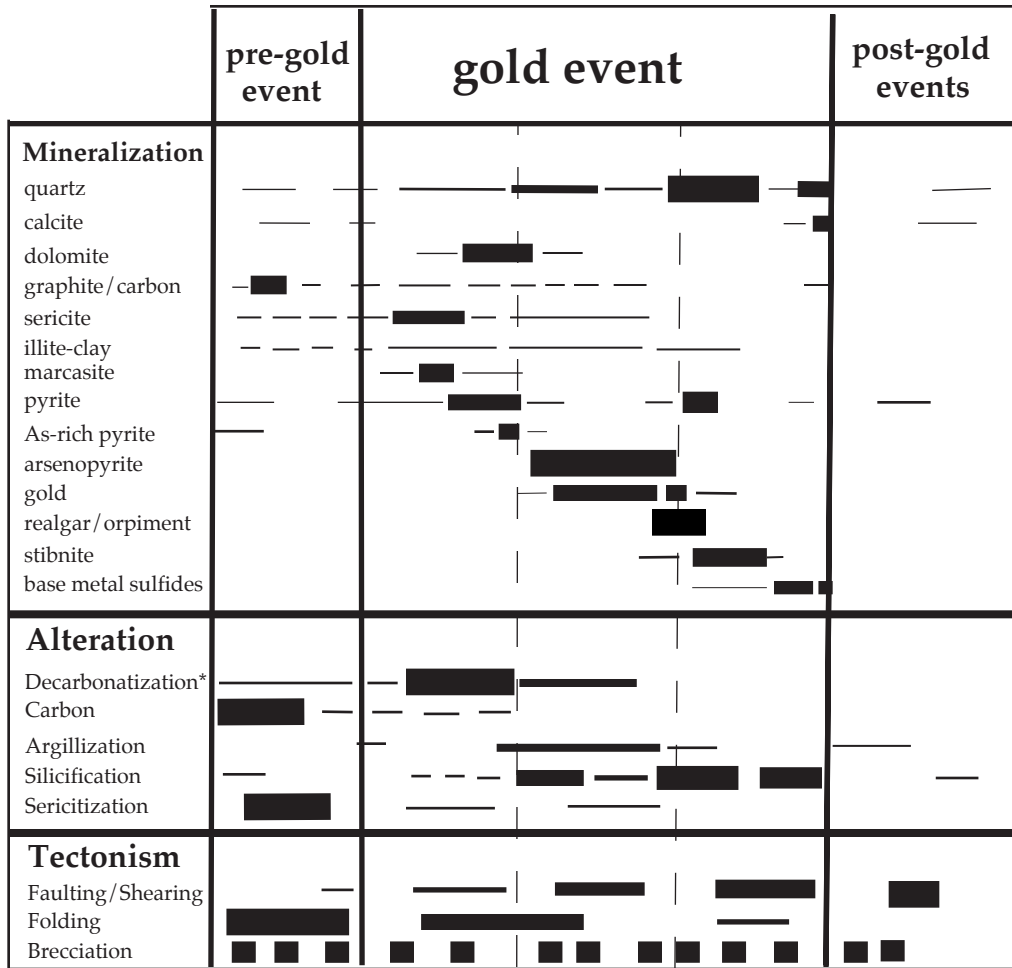 pre-gold
event
gold event
post-gold
events
Mineralization
quartz
calcite
dolomite
graphite/carbon
sericite
illite-clay
marcasite
pyrite
As-rich pyrite
arsenopyrite
gold
realgar/orpiment
stibnite
base metal sulfides
Alteration
Decarbonatization*
Carbon
Argillization
Silicification
Sericitization
Tectonism
Faulting/Shearing
Folding
Brecciation